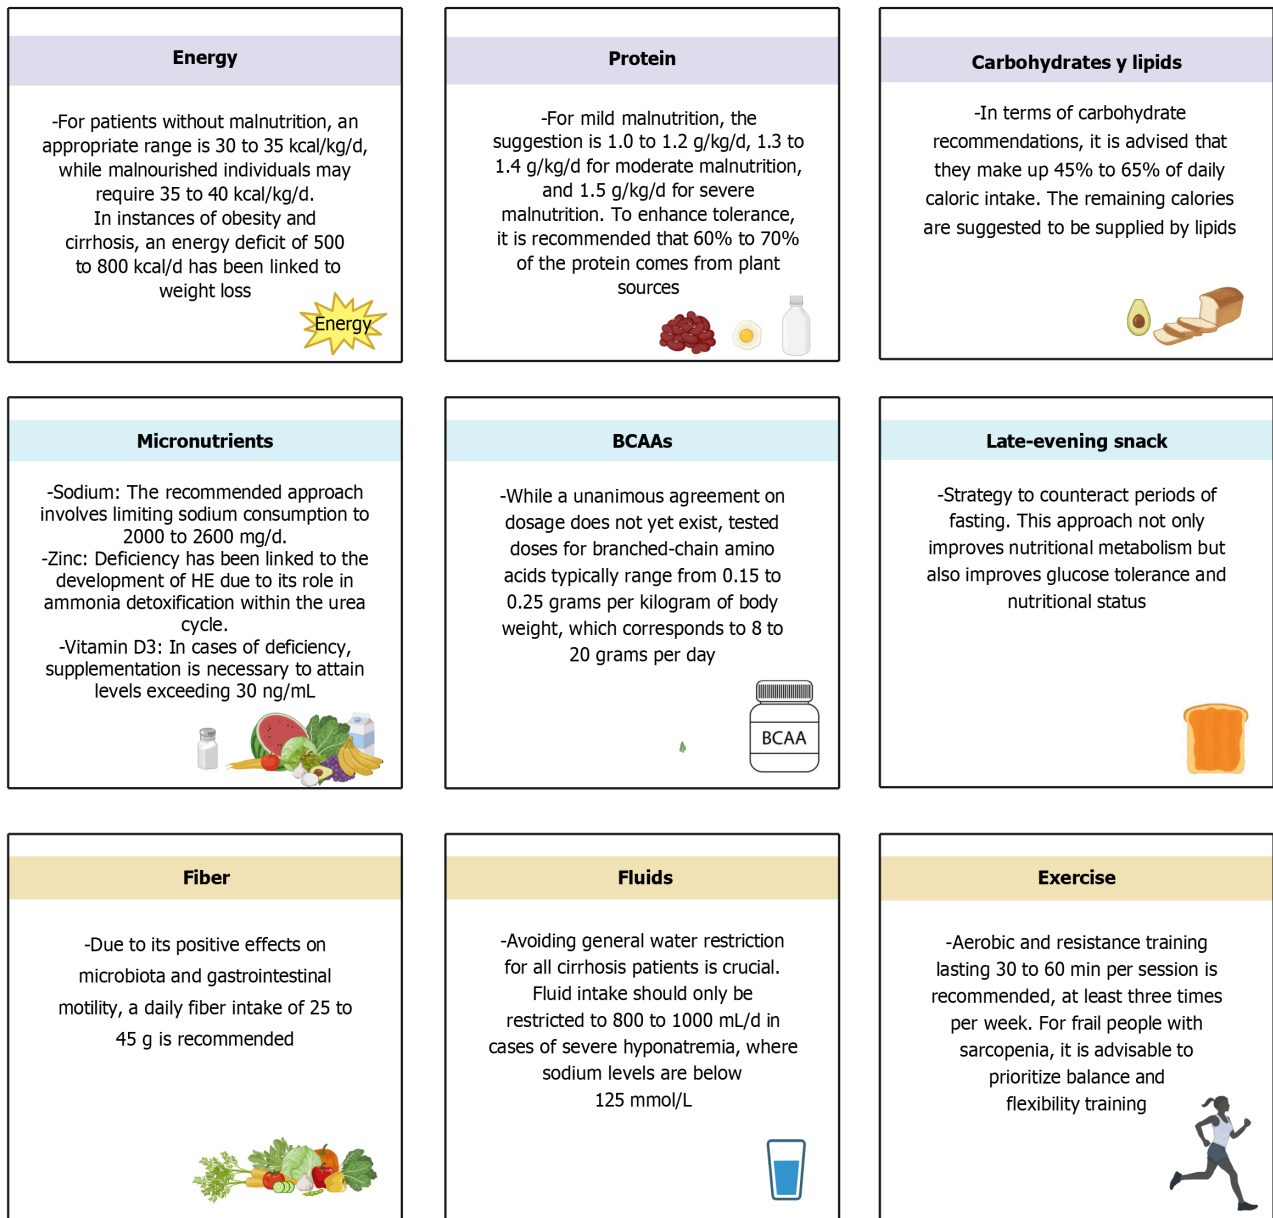 Energy
-For patients without malnutrition, an
appropriate range is 30 to 35 kcal/kg/d,
while malnourished individuals may
require 35 to 40 kcal/kg/d.
In instances of obesity and
cirrhosis, an energy deficit of 500
to 800 kcal/d has been linked to
weight loss
Energy
Protein
-For mild malnutrition, the
suggestion is 1.0 to 1.2 g/kg/d, 1.3 to
1.4 g/kg/d for moderate malnutrition,
and 1.5 g/kg/d for severe
malnutrition. To enhance tolerance,
it is recommended that 60% to 70%
of the protein comes from plant
sources
Carbohydrates y lipids
-In terms of carbohydrate
recommendations, it is advised that
they make up 45% to 65% of daily
caloric intake. The remaining calories
are suggested to be supplied by lipids
Micronutrients
-Sodium: The recommended approach
involves limiting sodium consumption to
2000 to 2600 mg/d.
-Zinc: Deficiency has been linked to the
development of HE due to its role in
ammonia detoxification within the urea
cycle.
-Vitamin D3: In cases of deficiency,
supplementation is necessary to attain
levels exceeding 30 ng/mL
BCAAs
-While a unanimous agreement on
dosage does not yet exist, tested
doses for branched-chain amino
acids typically range from 0.15 to
0.25 grams per kilogram of body
weight, which corresponds to 8 to
20 grams per day
BCAA
Late-evening snack
-Strategy to counteract periods of
fasting. This approach not only
improves nutritional metabolism but
also improves glucose tolerance and
nutritional status
Fiber
-Due to its positive effects on
microbiota and gastrointestinal
motility, a daily fiber intake of 25 to
45 g is recommended
Fluids
-Avoiding general water restriction
for all cirrhosis patients is crucial.
Fluid intake should only be
restricted to 800 to 1000 mL/d in
cases of severe hyponatremia, where
sodium levels are below
125 mmol/L
Exercise
-Aerobic and resistance training
lasting 30 to 60 min per session is
recommended, at least three times
per week. For frail people with
sarcopenia, it is advisable to
prioritize balance and
flexibility training